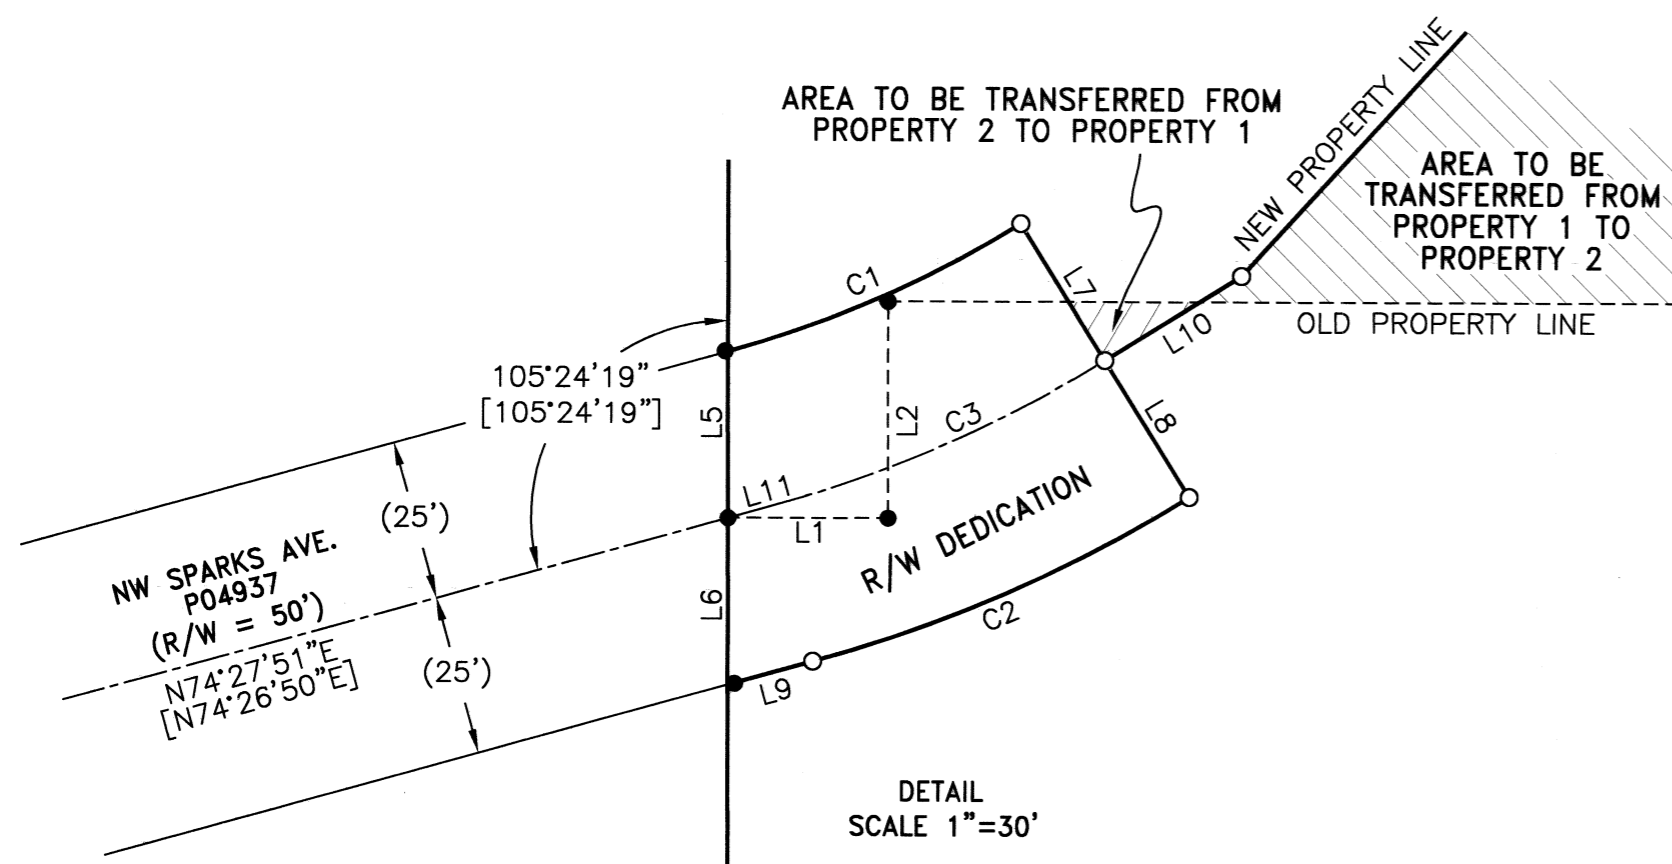 AREA TO BE TRANSFERRED FROM
PROPERTY 2 TO PROPERTY 1
NEW PROPERTY LINE
AREA TO BE
TRANSFERRED FROM
PROPERTY 1 TO
PROPERTY 2
OLD PROPERTY LINE
C1
L7
L10
105°24'19"
[105°24'19"]
L5
L2
C3
L8
L11
L1
(25')
R/W DEDICATION
NW SPARKS AVE.
P04937
(R/W = 50')
N74°27'51"E
[N74°26'50"E]
(25')
L6
C2
L9
DETAIL
SCALE 1"=30'